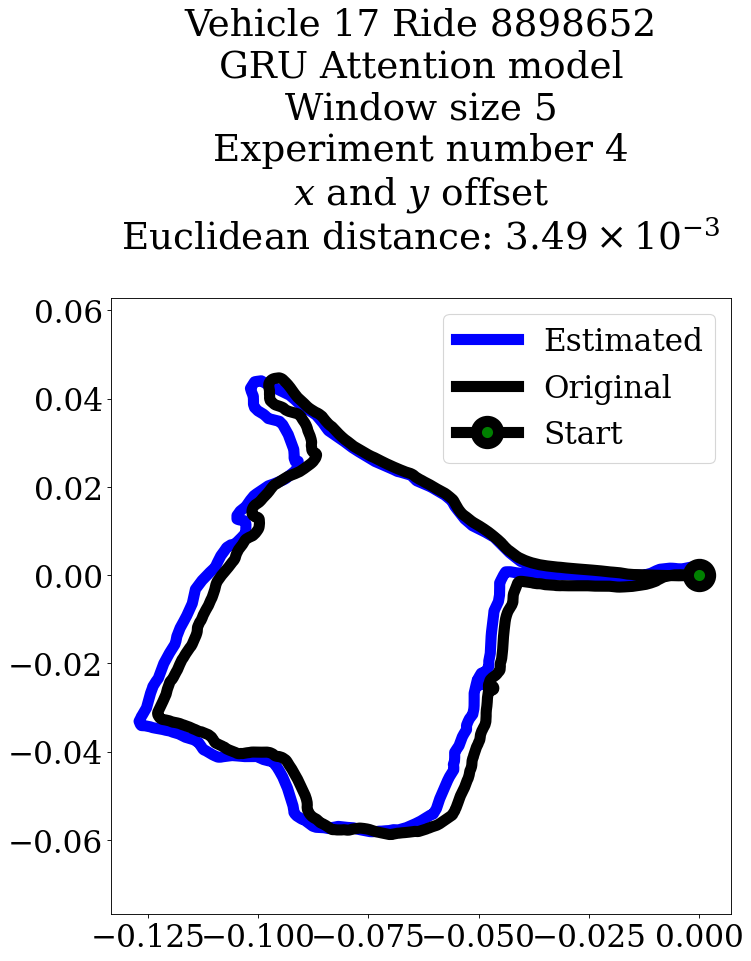 Vehicle 17 Ride 8898652
GRU Attention model
Window size 5
Experiment number 4
x and y offset
Euclidean distance: 3.49 × 10⁻³
0.06
Estimated
0.04
Original
Start
0.02
0.00
−0.02
−0.04
−0.06
−0.125 −0.100 −0.075 −0.050 −0.025 0.000